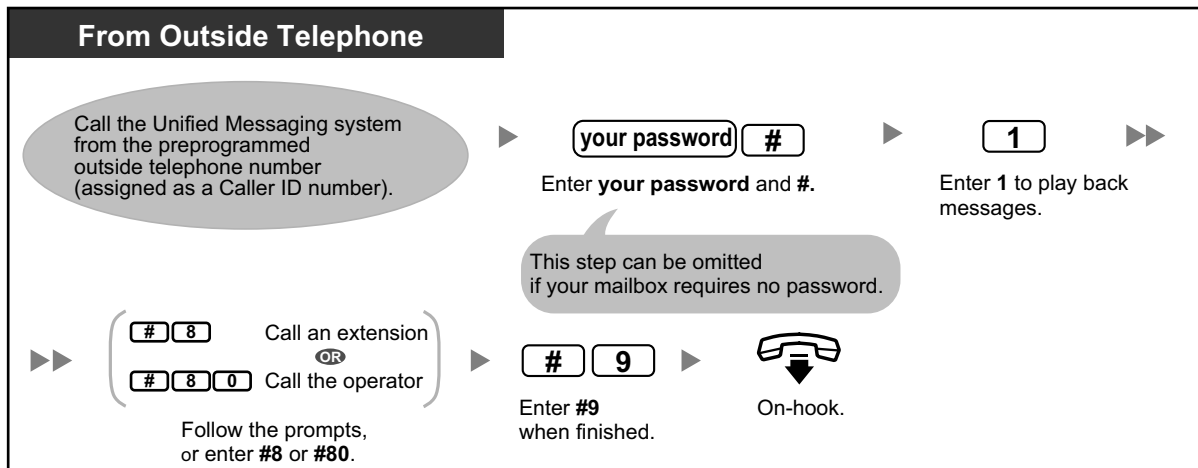 From Outside Telephone
Call the Unified Messaging system
from the preprogrammed
outside telephone number
(assigned as a Caller ID number).
your password #
Enter your password and #.
This step can be omitted
if your mailbox requires no password.
1
Enter 1 to play back
messages.
# 8 Call an extension
OR
# 8 0 Call the operator
Follow the prompts,
or enter #8 or #80.
# 9
Enter #9
when finished.
On-hook.